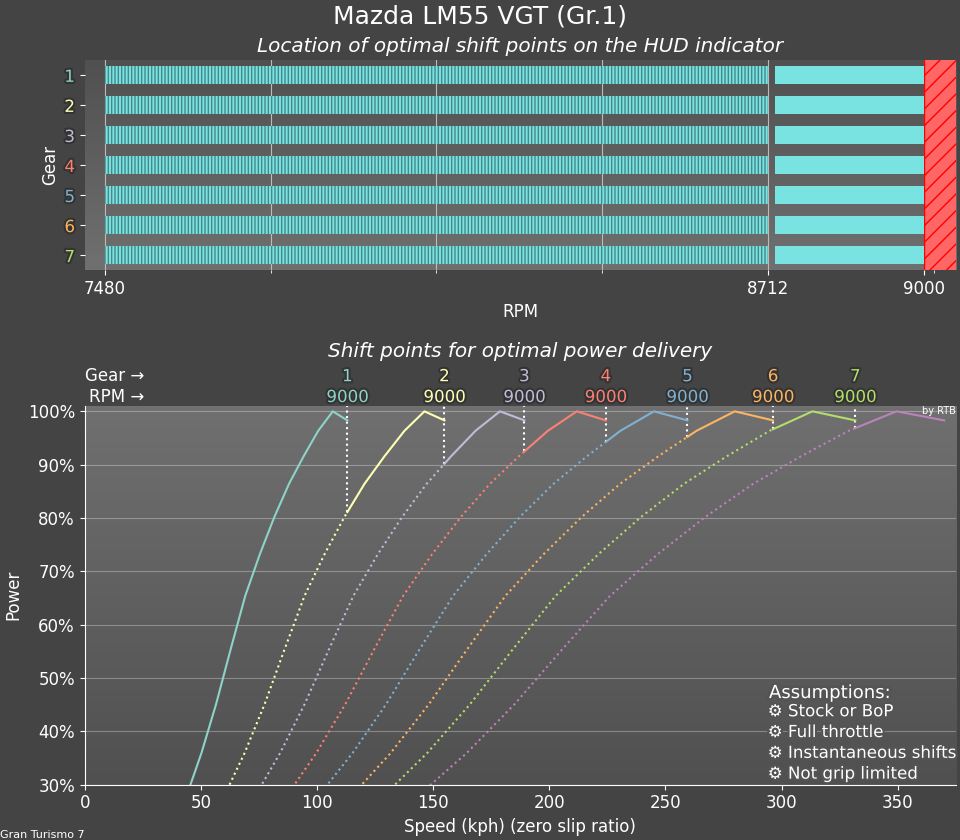 Mazda LM55 VGT (Gr.1)
Location of optimal shift points on the HUD indicator
Gear
1
2
3
4
5
6
7
7480 8712 9000
RPM
Shift points for optimal power delivery
Gear → 1 2 3 4 5 6 7
RPM → 9000 9000 9000 9000 9000 9000 9000
by RTB
Power
100%
90%
80%
70%
60%
50%
40%
30%
Assumptions:
⚙ Stock or BoP
⚙ Full throttle
⚙ Instantaneous shifts
⚙ Not grip limited
0 50 100 150 200 250 300 350
Speed (kph) (zero slip ratio)
Gran Turismo 7